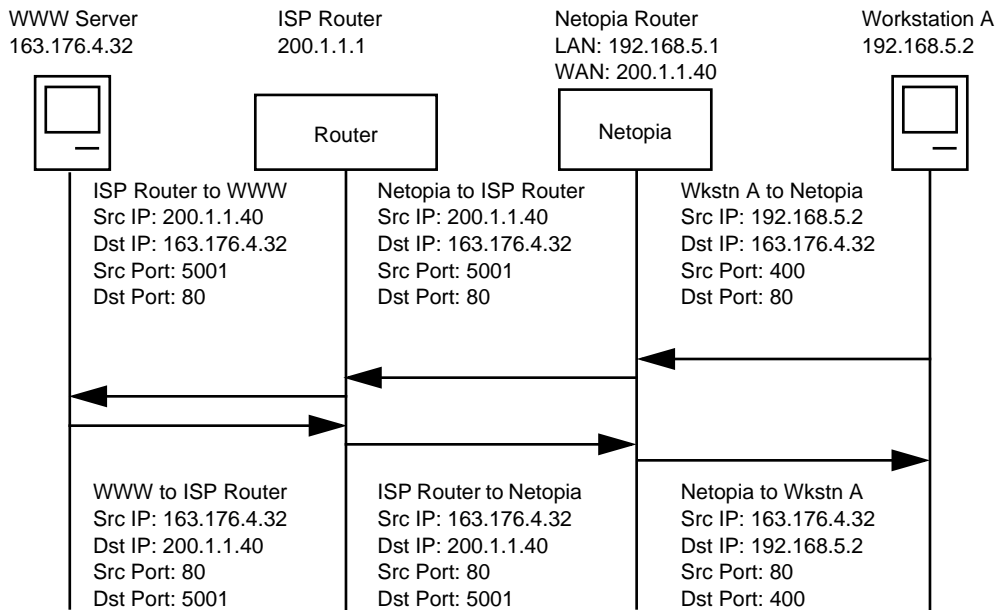 WWW Server
163.176.4.32
ISP Router
200.1.1.1
Netopia Router
LAN: 192.168.5.1
WAN: 200.1.1.40
Workstation A
192.168.5.2
Router
Netopia
ISP Router to WWW
Src IP: 200.1.1.40
Dst IP: 163.176.4.32
Src Port: 5001
Dst Port: 80
Netopia to ISP Router
Src IP: 200.1.1.40
Dst IP: 163.176.4.32
Src Port: 5001
Dst Port: 80
Wkstn A to Netopia
Src IP: 192.168.5.2
Dst IP: 163.176.4.32
Src Port: 400
Dst Port: 80
WWW to ISP Router
Src IP: 163.176.4.32
Dst IP: 200.1.1.40
Src Port: 80
Dst Port: 5001
ISP Router to Netopia
Src IP: 163.176.4.32
Dst IP: 200.1.1.40
Src Port: 80
Dst Port: 5001
Netopia to Wkstn A
Src IP: 163.176.4.32
Dst IP: 192.168.5.2
Src Port: 80
Dst Port: 400